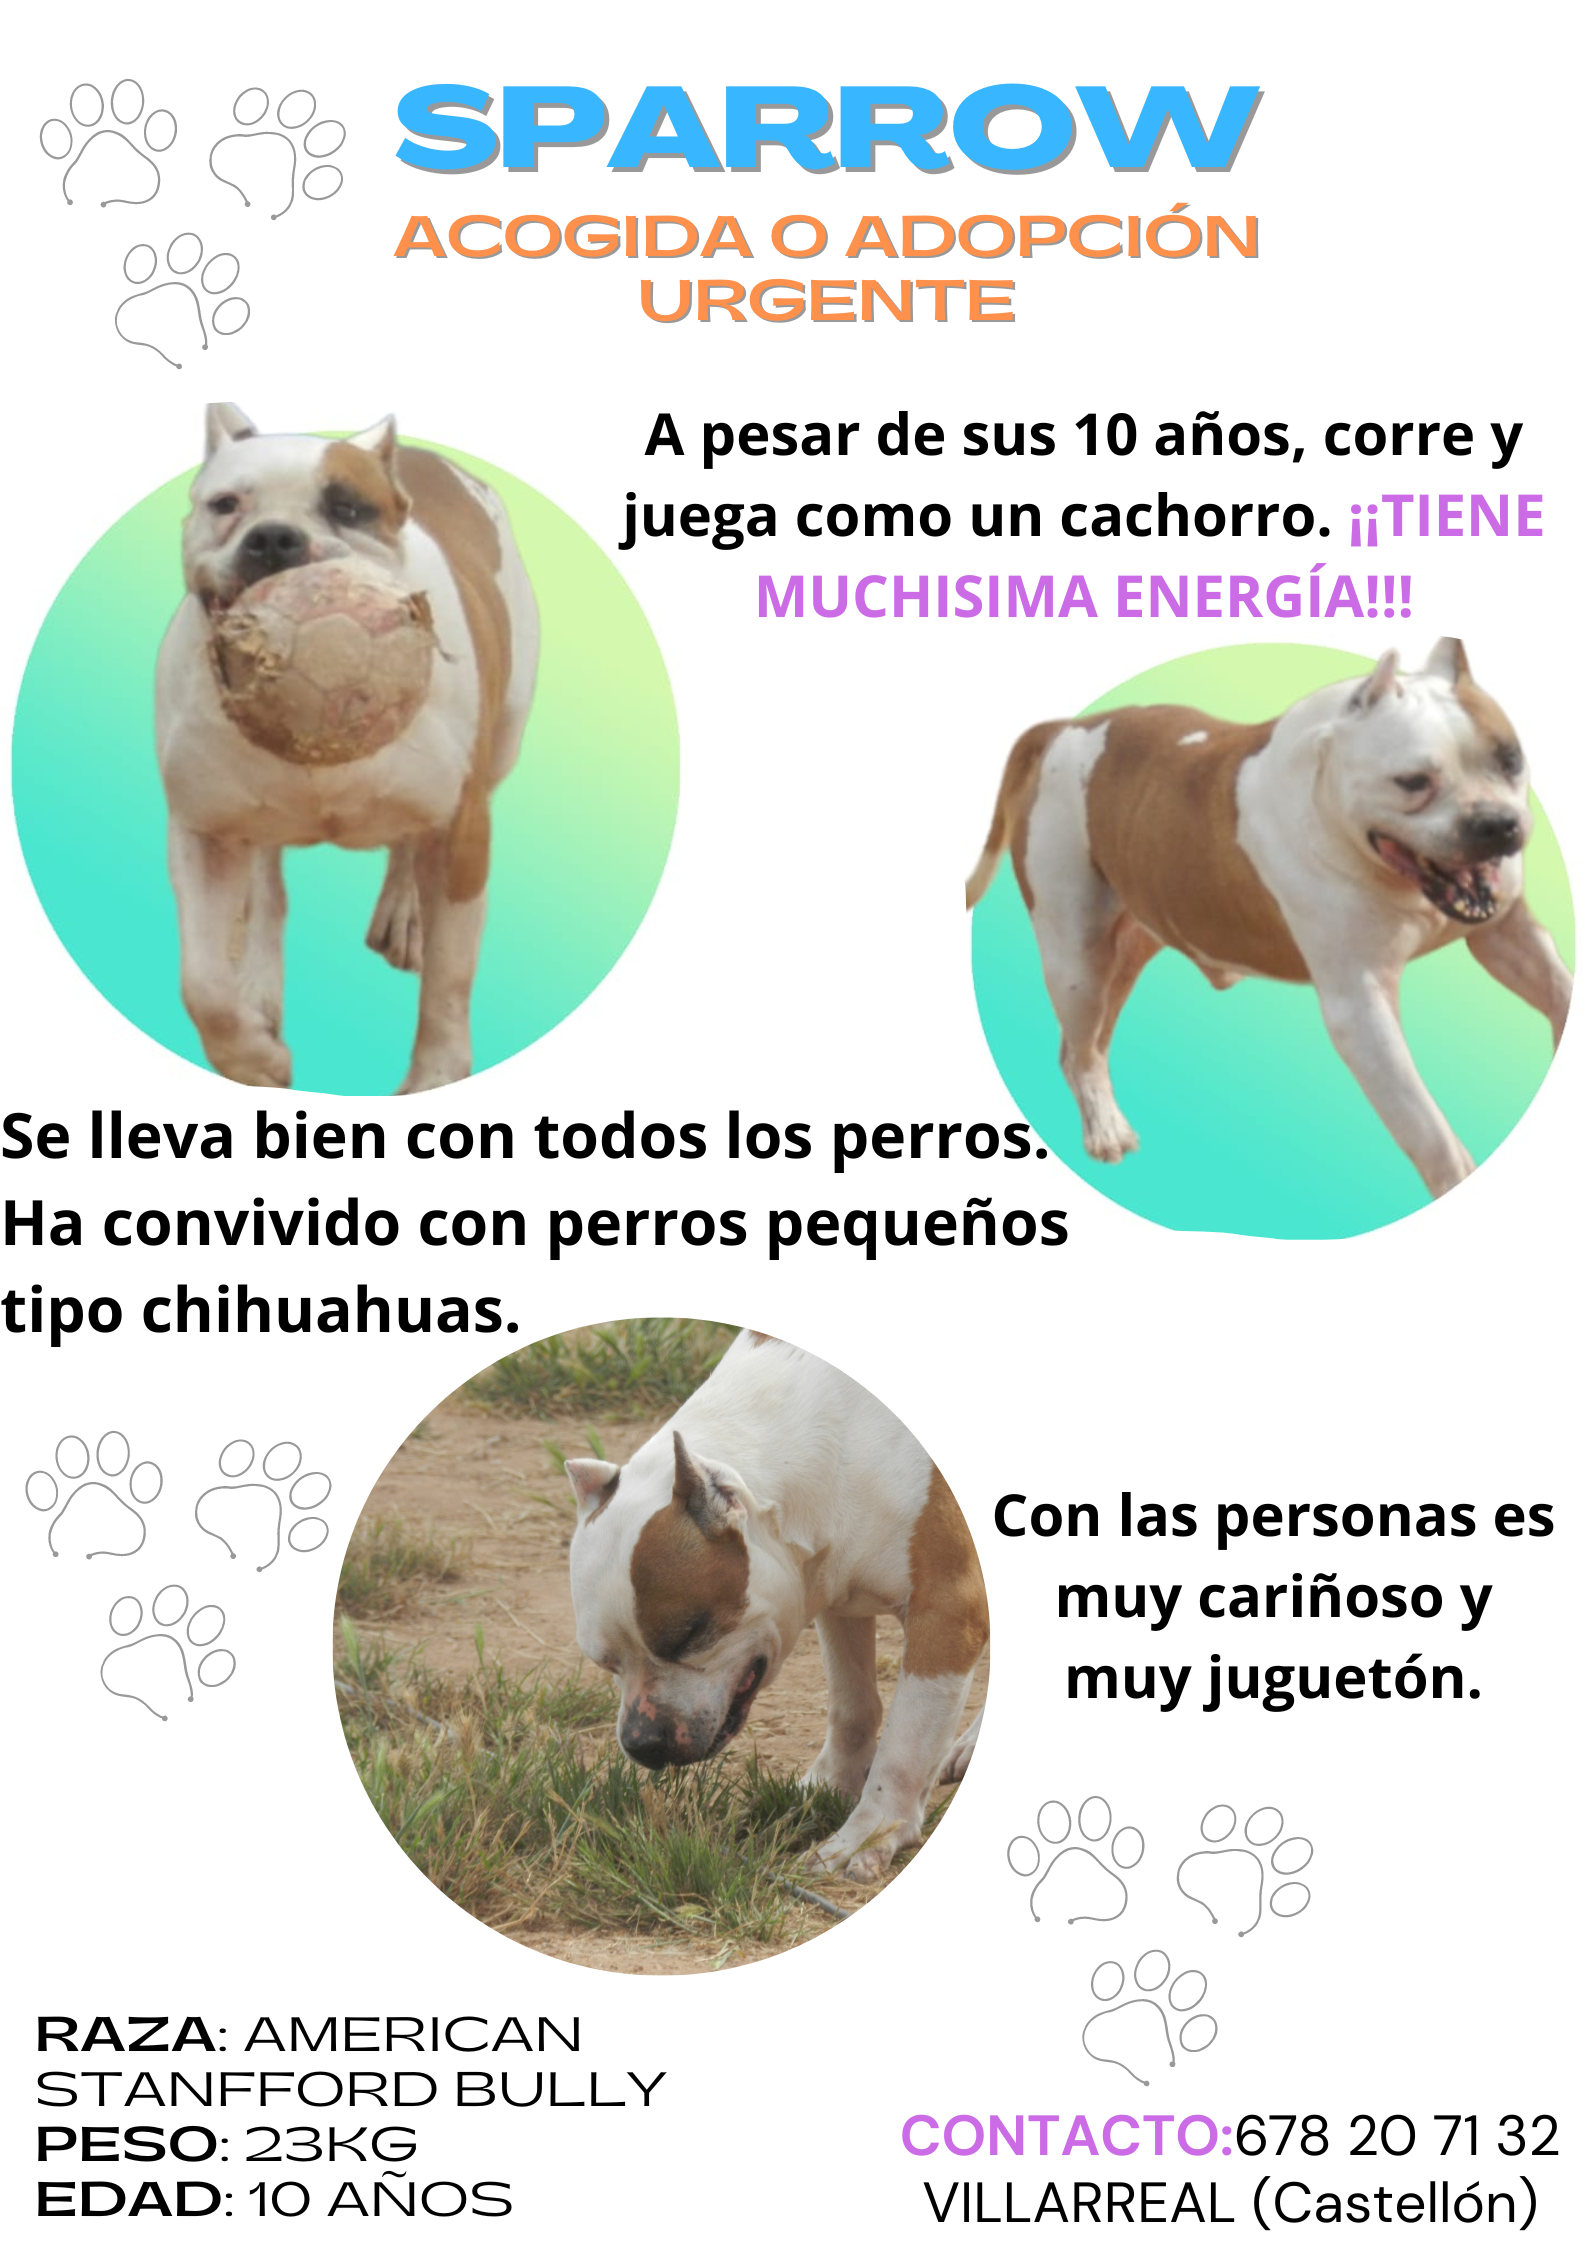 SPARROW
ACOGIDA O ADOPCIÓN
URGENTE
A pesar de sus 10 años, corre y
juega como un cachorro. ¡¡TIENE
MUCHISIMA ENERGÍA!!!
Se lleva bien con todos los perros.
Ha convivido con perros pequeños
tipo chihuahuas.
Con las personas es
muy cariñoso y
muy juguetón.
RAZA: AMERICAN
STANFFORD BULLY
PESO: 23KG
EDAD: 10 AÑOS
CONTACTO:678 20 71 32
VILLARREAL (Castellón)